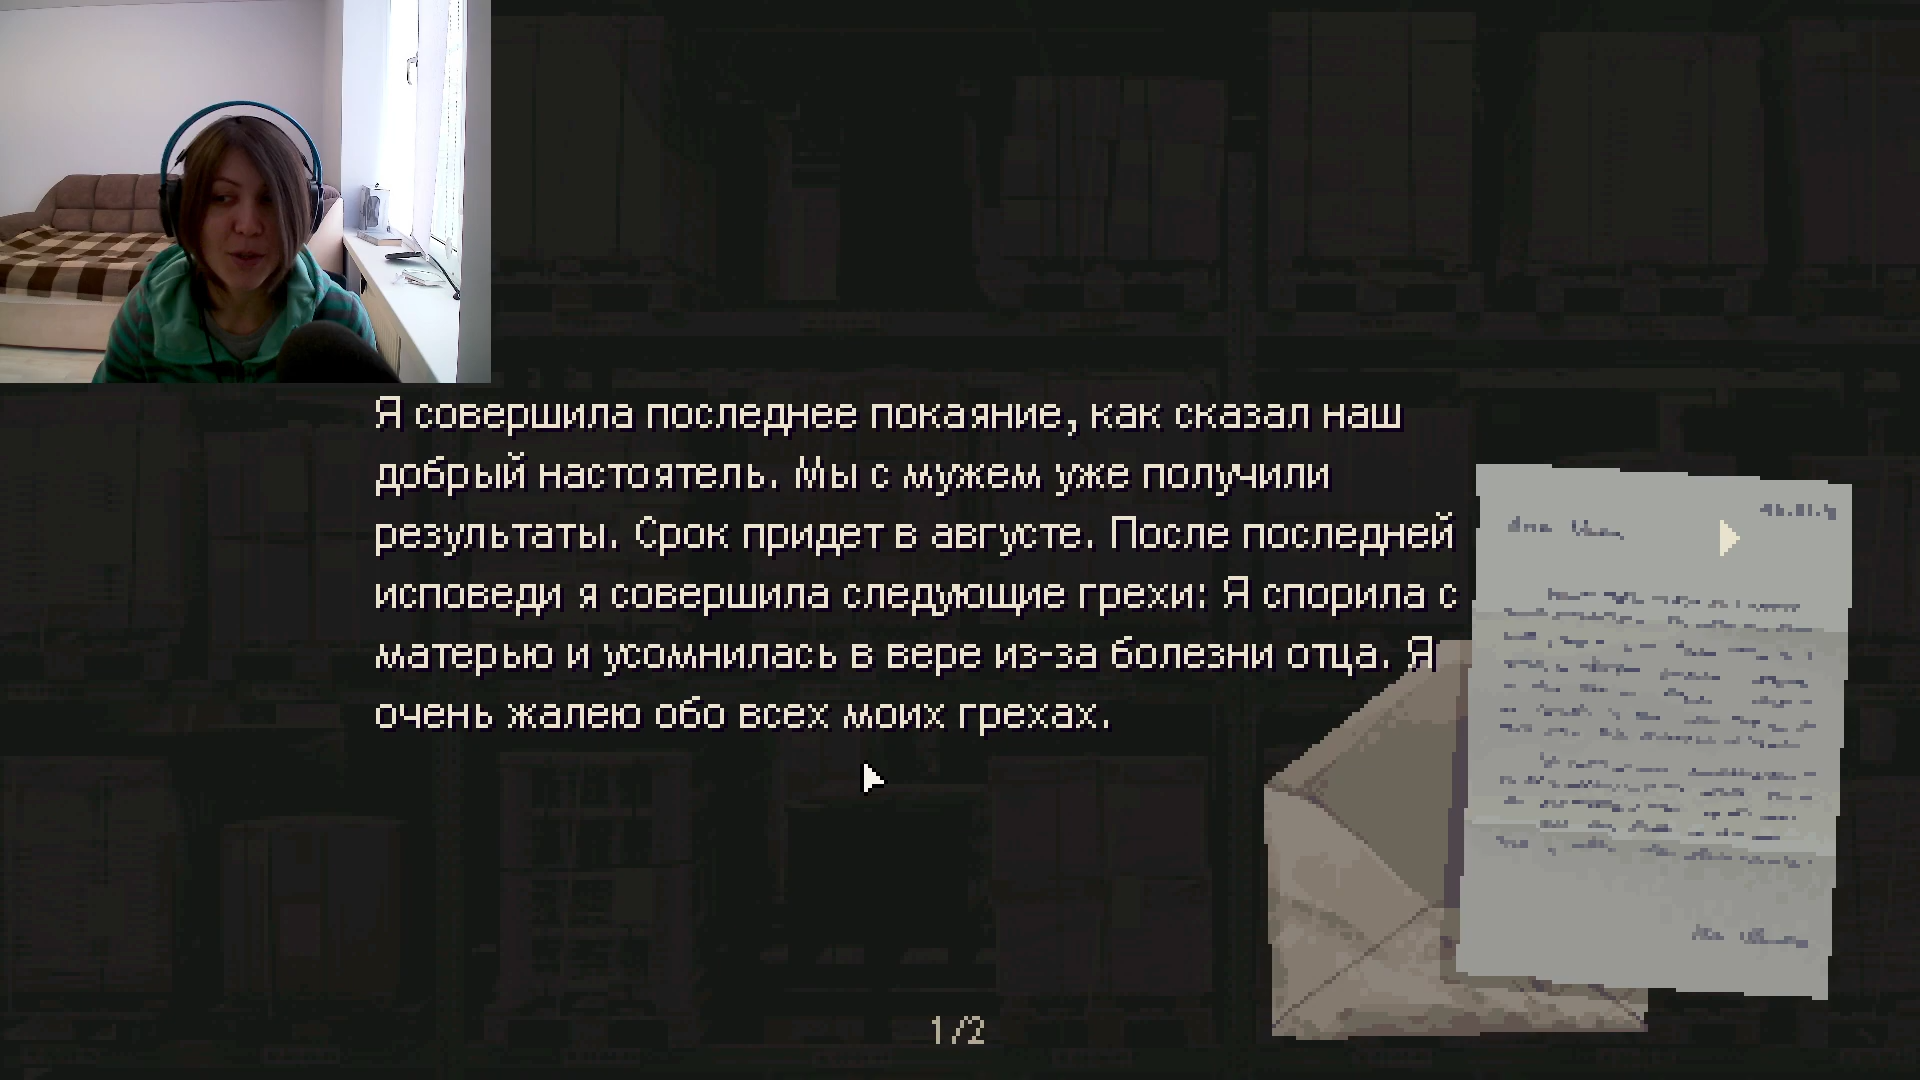 Я совершила последнее покаяние, как сказал наш
добрый настоятель. Мы с мужем уже получили
результаты. Срок придет в августе. После последней
исповеди я совершила следующие грехи: Я спорила с
матерью и усомнилась в вере из-за болезни отца. Я
очень жалею обо всех моих грехах.
1/2